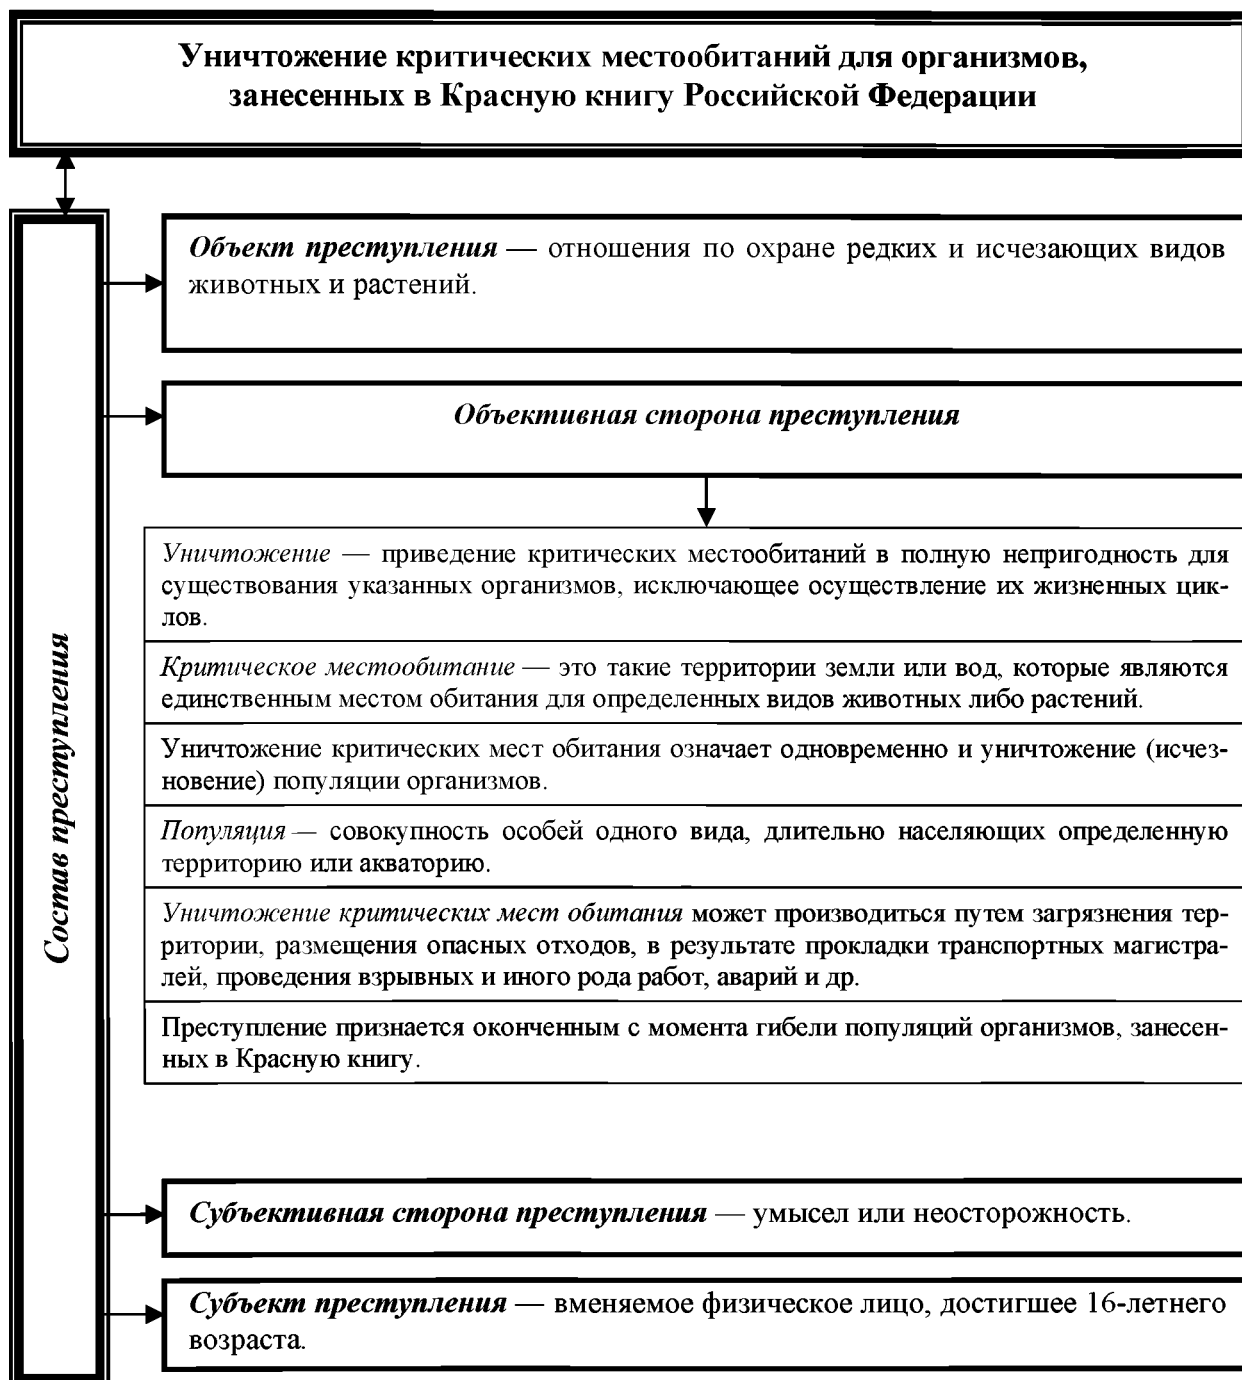 Уничтожение критических местообитаний для организмов,
занесенных в Красную книгу Российской Федерации
Состав преступления
Объект преступления — отношения по охране редких и исчезающих видов
животных и растений.
Объективная сторона преступления
Уничтожение — приведение критических местообитаний в полную непригодность для
существования указанных организмов, исключающее осуществление их жизненных цик-
лов.
Критическое местообитание — это такие территории земли или вод, которые являются
единственным местом обитания для определенных видов животных либо растений.
Уничтожение критических мест обитания означает одновременно и уничтожение (исчез-
новение) популяции организмов.
Популяция — совокупность особей одного вида, длительно населяющих определенную
территорию или акваторию.
Уничтожение критических мест обитания может производиться путем загрязнения тер-
ритории, размещения опасных отходов, в результате прокладки транспортных магистра-
лей, проведения взрывных и иного рода работ, аварий и др.
Преступление признается оконченным с момента гибели популяций организмов, занесен-
ных в Красную книгу.
Субъективная сторона преступления — умысел или неосторожность.
Субъект преступления — вменяемое физическое лицо, достигшее 16-летнего
возраста.